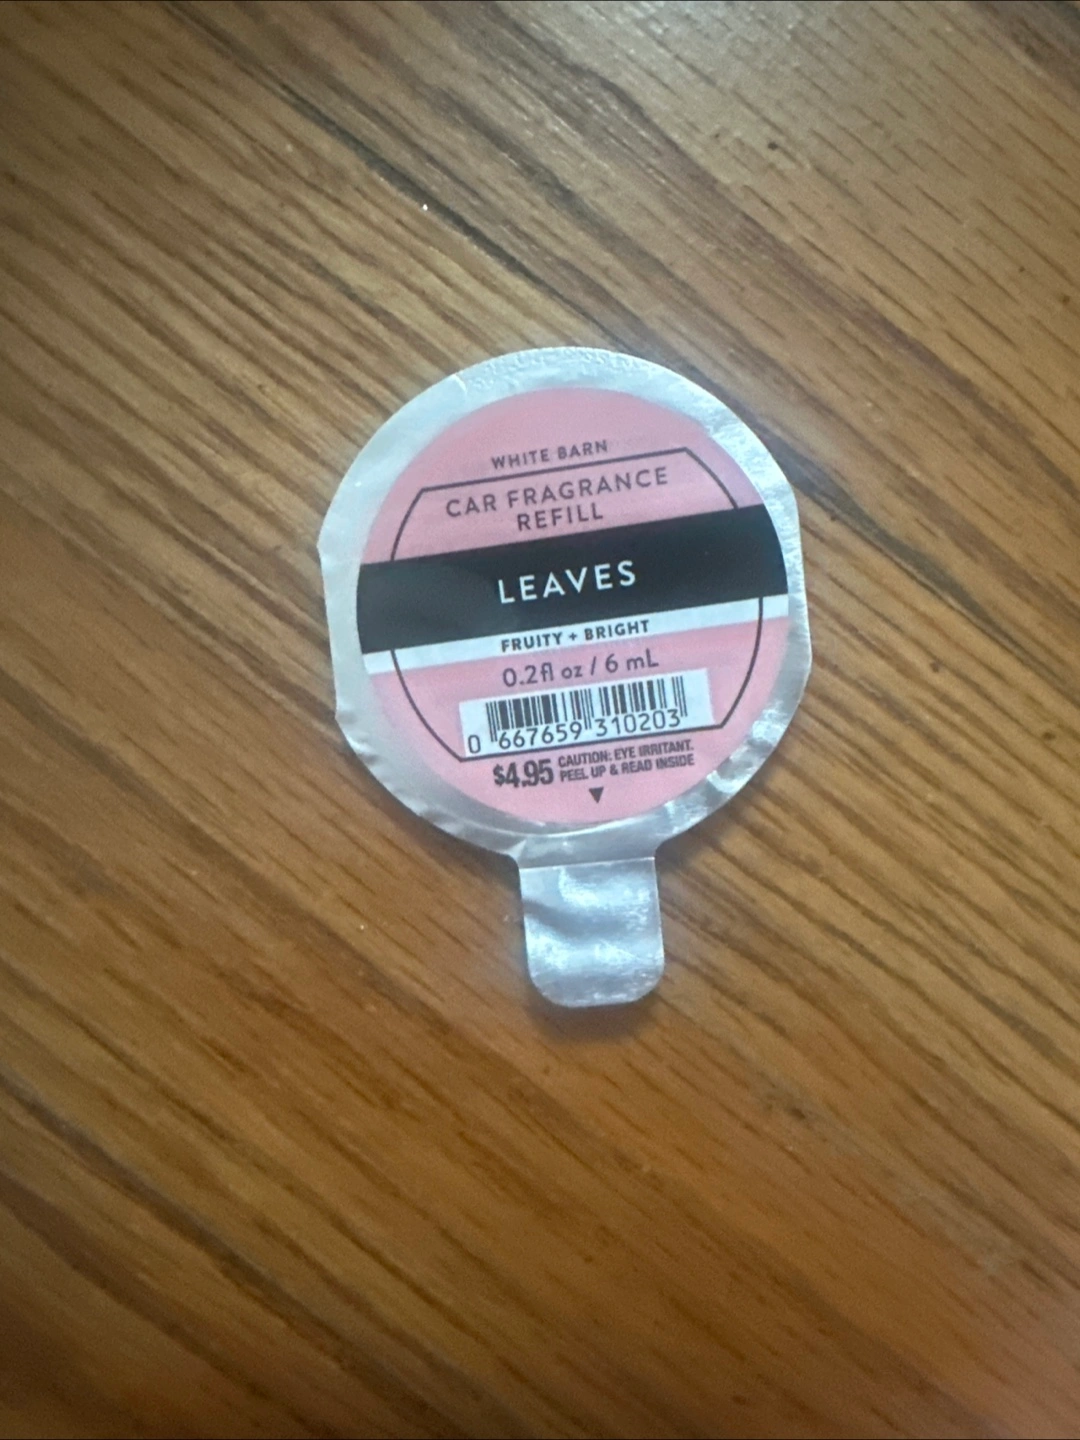 WHITE BARN
CAR FRAGRANCE
REFILL
LEAVES
FRUITY + BRIGHT
0.2fl oz / 6 mL
0 667659 310203
$4.95 CAUTION: EYE IRRITANT.
PEEL UP & READ INSIDE